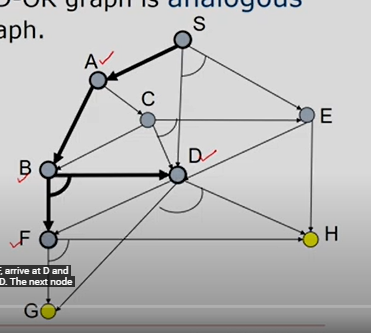 D-OR graph is analogous
aph.
S
A
C
E
B
D
F
H
F, arrive at D and
D. The next node
G